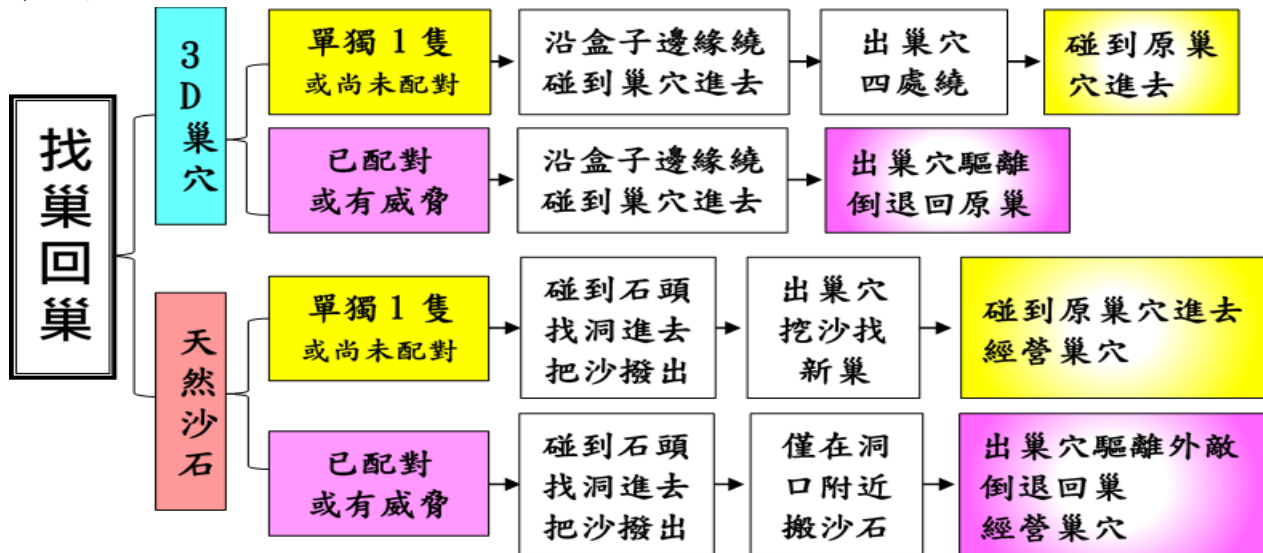 找巢回巢
3D巢穴
單獨1隻
或尚未配對
沿盒子邊緣繞
碰到巢穴進去
出巢穴
四處繞
碰到原巢
穴進去
已配對
或有威脅
沿盒子邊緣繞
碰到巢穴進去
出巢穴驅離
倒退回原巢
天然沙石
單獨1隻
或尚未配對
碰到石頭
找洞進去
把沙撥出
出巢穴
挖沙找
新巢
碰到原巢穴進去
經營巢穴
已配對
或有威脅
碰到石頭
找洞進去
把沙撥出
僅在洞
口附近
搬沙石
出巢穴驅離外敵
倒退回巢
經營巢穴